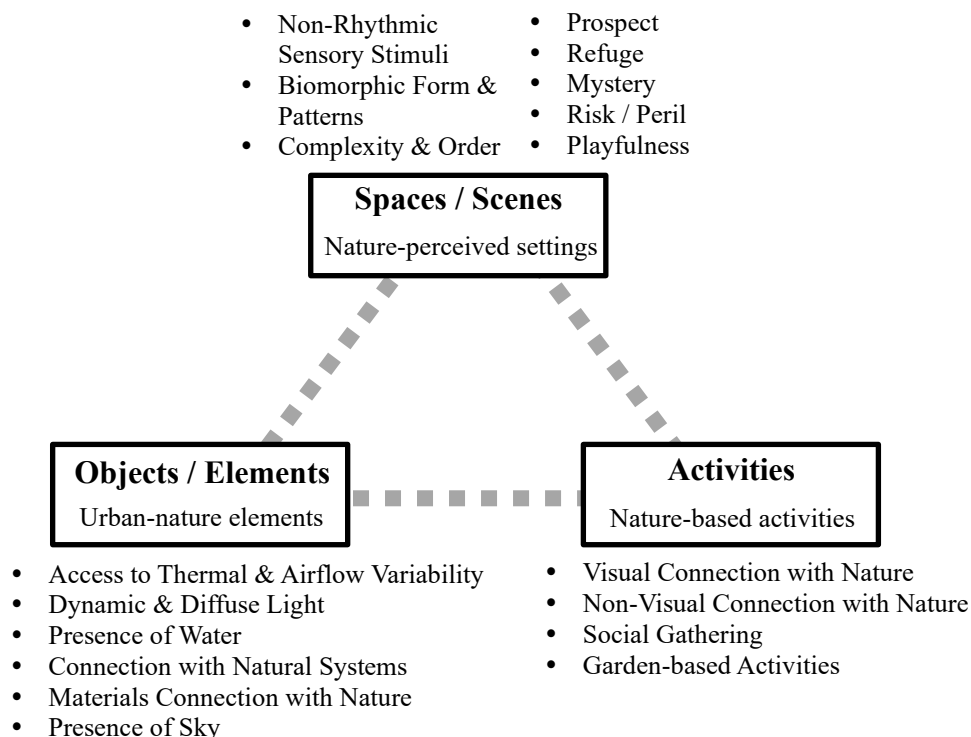 • Non-Rhythmic
Sensory Stimuli
• Biomorphic Form &
Patterns
• Complexity & Order
• Prospect
• Refuge
• Mystery
• Risk / Peril
• Playfulness
Spaces / Scenes
Nature-perceived settings
Objects / Elements
Urban-nature elements
• Access to Thermal & Airflow Variability
• Dynamic & Diffuse Light
• Presence of Water
• Connection with Natural Systems
• Materials Connection with Nature
• Presence of Sky
Activities
Nature-based activities
• Visual Connection with Nature
• Non-Visual Connection with Nature
• Social Gathering
• Garden-based Activities